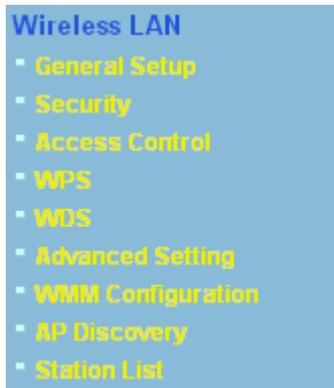 Wireless LAN
General Setup
Security
Access Control
WPS
WDS
Advanced Setting
WMM Configuration
AP Discovery
Station List